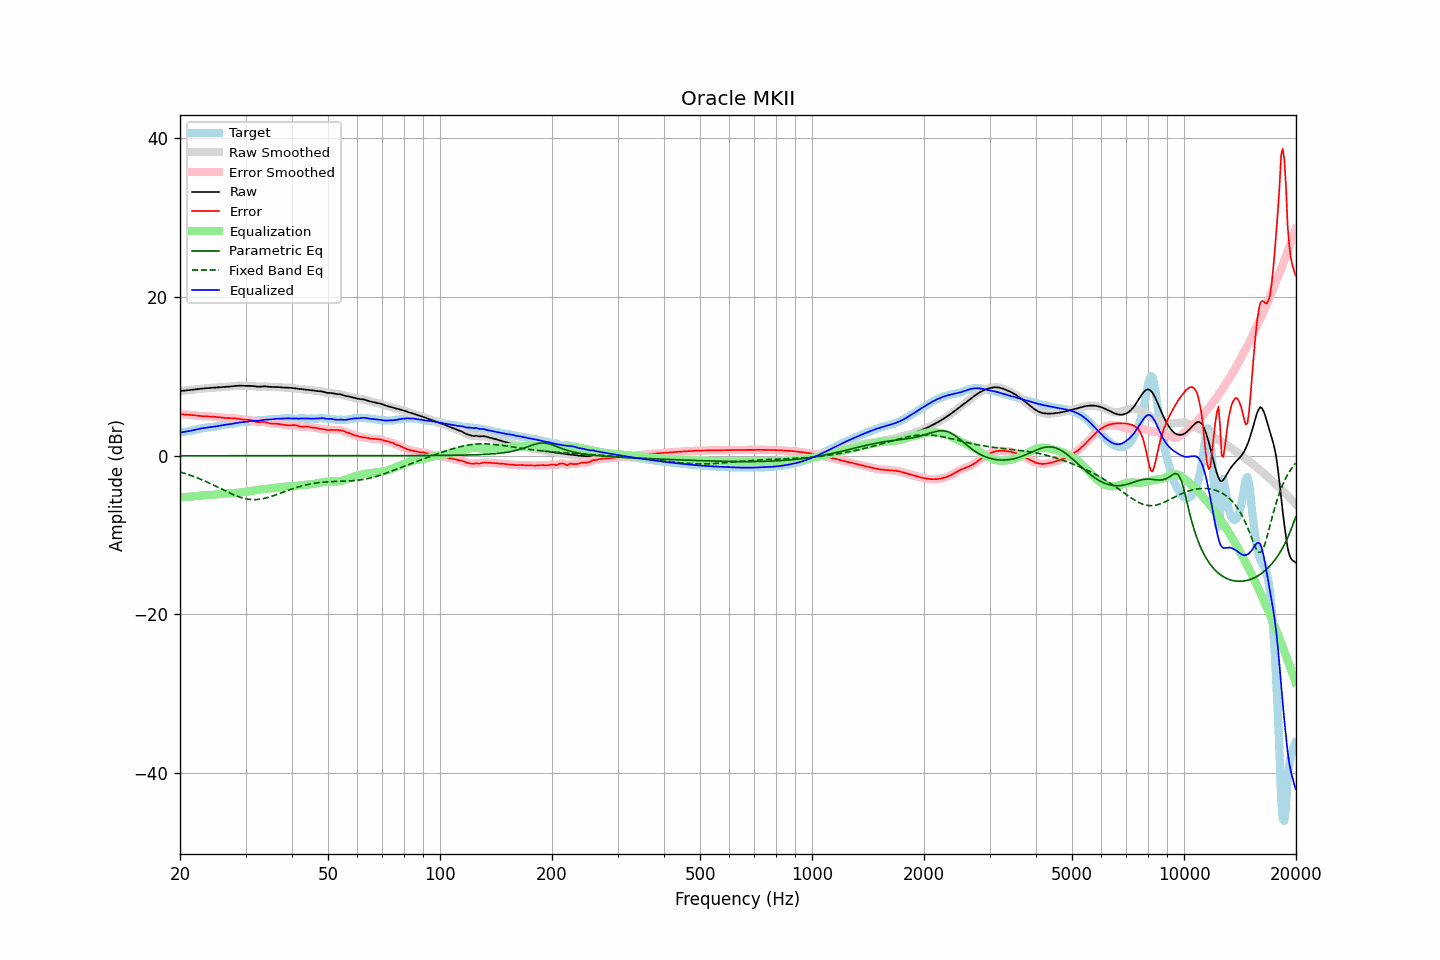 Oracle MKII
Target
Raw Smoothed
Error Smoothed
Raw
Error
Equalization
Parametric Eq
Fixed Band Eq
Equalized
40
20
0
−20
−40
Amplitude (dBr)
20
50
100
200
500
1000
2000
5000
10000
20000
Frequency (Hz)